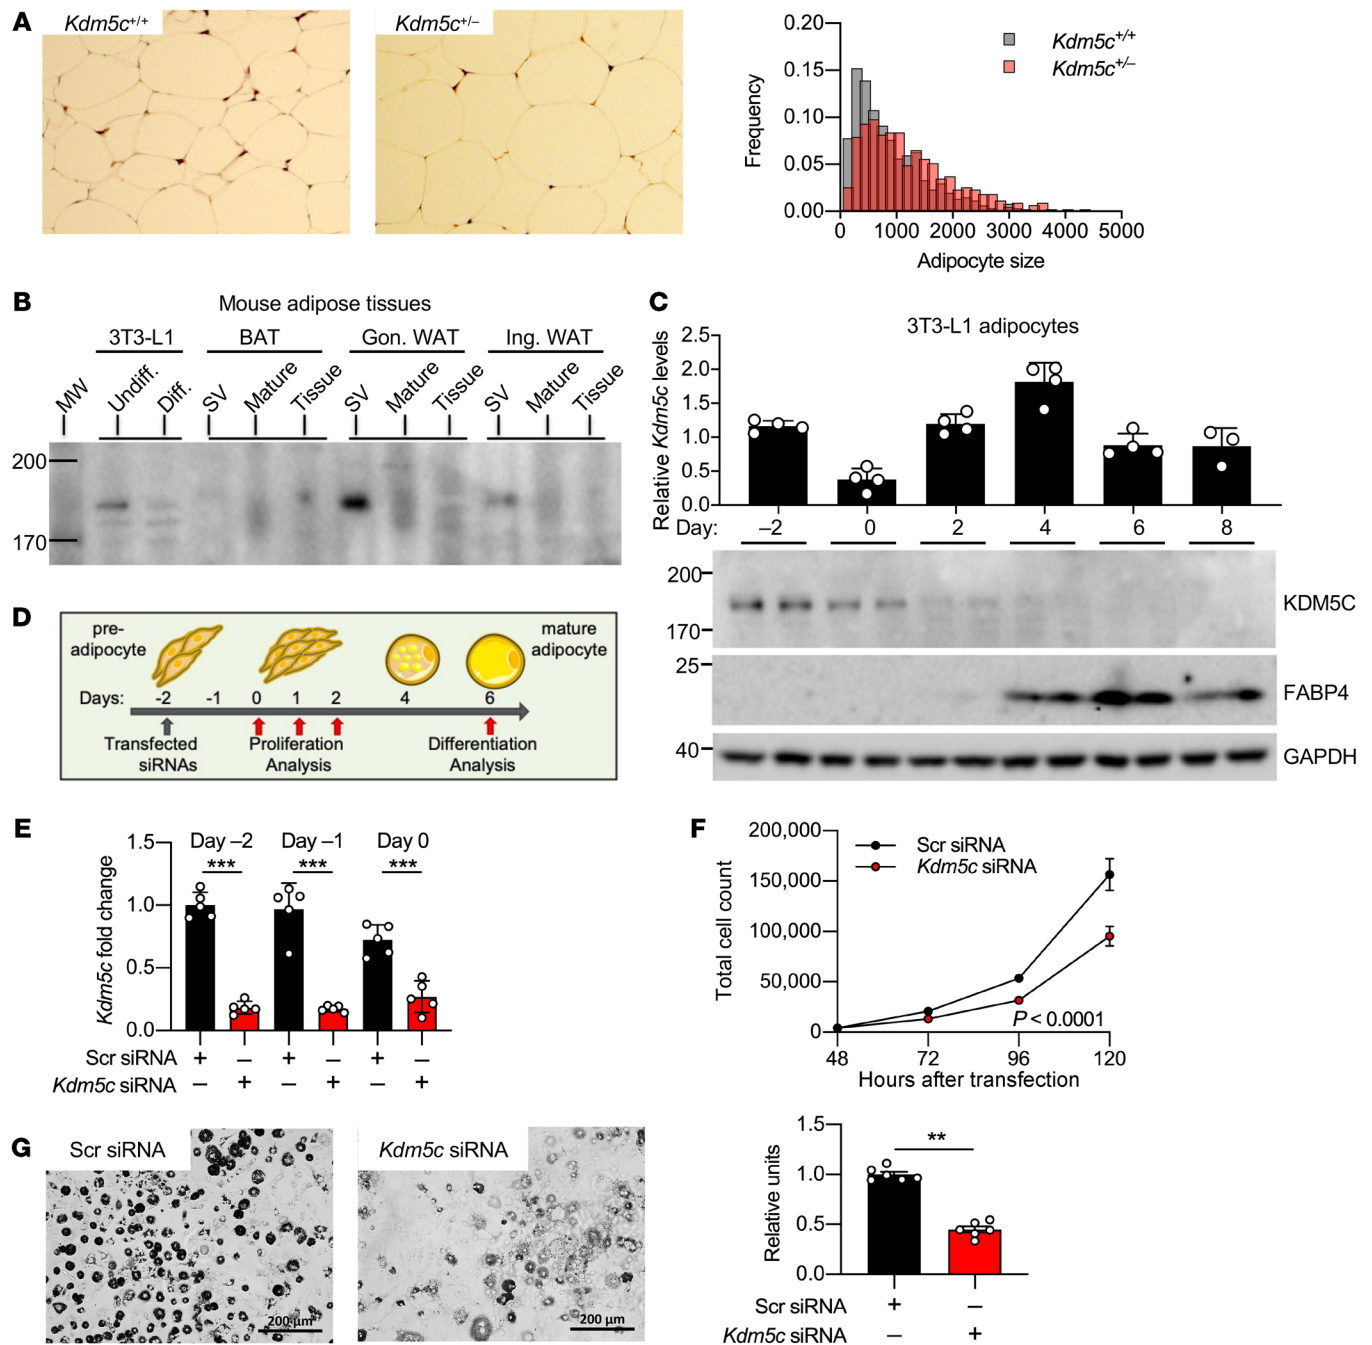 A
Kdm5c+/+
Kdm5c+/–
0.20
0.15
0.10
0.05
0.00
Frequency
0 1000 2000 3000 4000 5000
Adipocyte size
Kdm5c+/+
Kdm5c+/–
B
Mouse adipose tissues
3T3-L1 BAT Gon. WAT Ing. WAT
MW Undiff. Diff. SV Mature Tissue SV Mature Tissue SV Mature Tissue
200
170
C
3T3-L1 adipocytes
Relative Kdm5c levels
2.5
2.0
1.5
1.0
0.5
0.0
Day: –2 0 2 4 6 8
200
170
KDM5C
25
FABP4
40
GAPDH
D
pre-
adipocyte
mature
adipocyte
Days: -2 -1 0 1 2 4 6
Transfected
siRNAs
Proliferation
Analysis
Differentiation
Analysis
E
Kdm5c fold change
1.5
1.0
0.5
0.0
Day –2 Day –1 Day 0
*** *** ***
Scr siRNA + – + – + –
Kdm5c siRNA – + – + – +
F
Total cell count
200,000
150,000
100,000
50,000
0
Scr siRNA
Kdm5c siRNA
P < 0.0001
48 72 96 120
Hours after transfection
G
Scr siRNA
200 µm
Kdm5c siRNA
200 µm
Relative units
1.5
1.0
0.5
0.0
**
Scr siRNA + –
Kdm5c siRNA – +